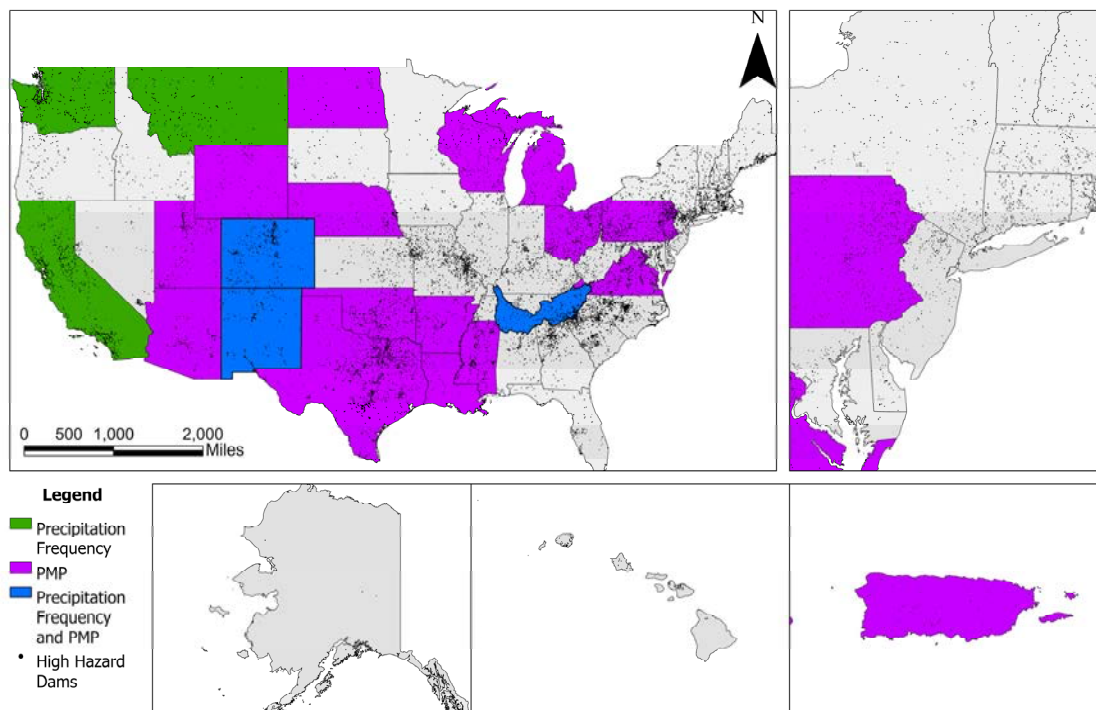 N
0 500 1,000 2,000
Miles
Legend
Precipitation
Frequency
PMP
Precipitation
Frequency
and PMP
High Hazard
Dams